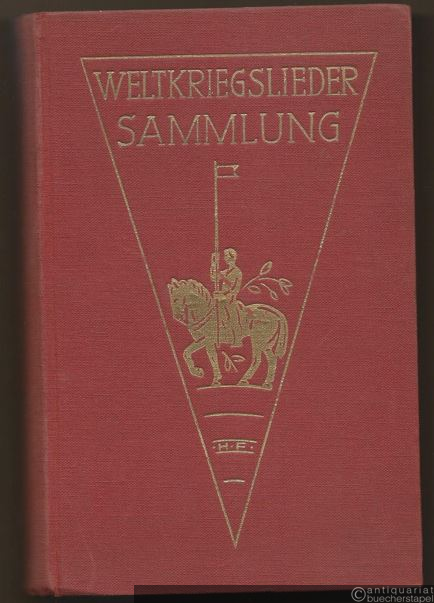 WELTKRIEGSLIEDER
SAMMLUNG
·H·F·
antiquariat
buecherstapel